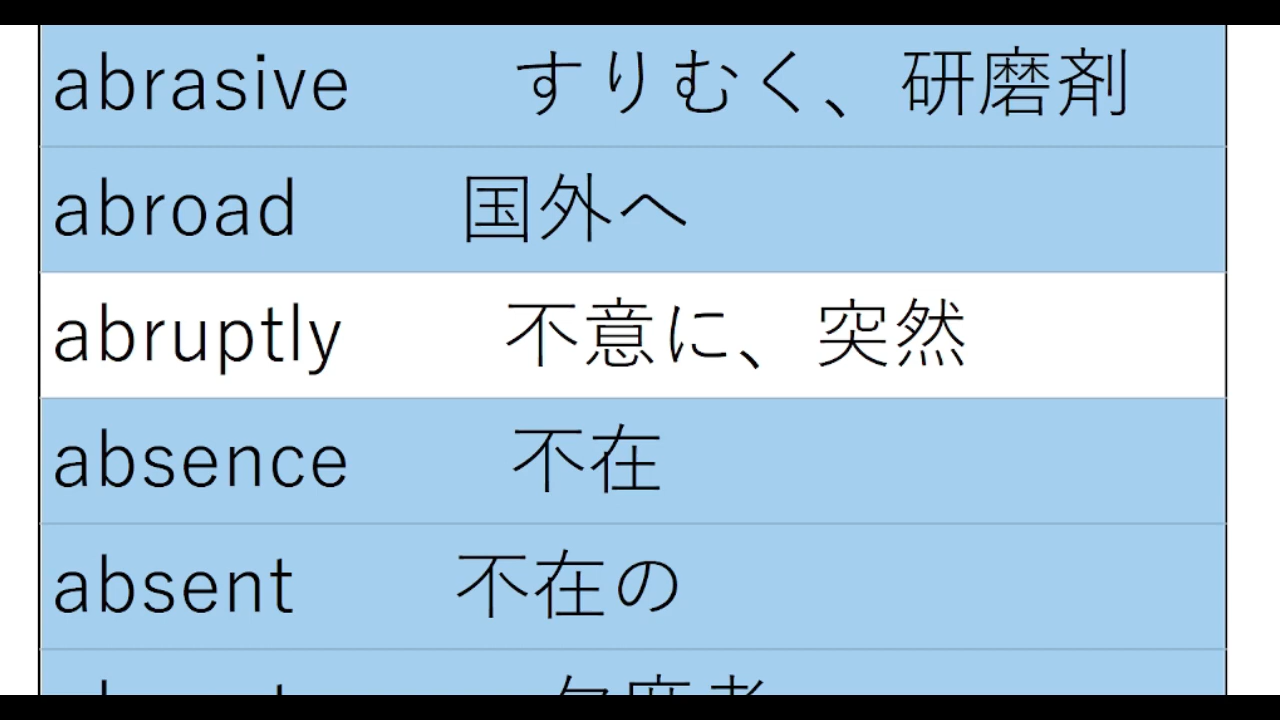 abrasive すりむく、研磨剤
abroad 国外へ
abruptly 不意に、突然
absence 不在
absent 不在の